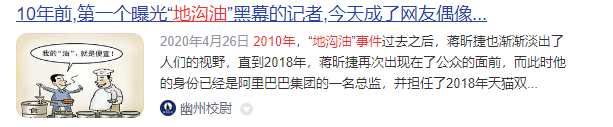 10年前,第一个曝光“地沟油”黑幕的记者,今天成了网友偶像...
我的“油”,就是便宜!
2020年4月26日 2010年，“地沟油”事件过去之后，蒋昕捷也渐渐淡出了
人们的视野，直到2018年，蒋昕捷再次出现在了公众的面前，而此时他
的身份已经是阿里巴巴集团的一名总监，并担任了2018年天猫双...
幽州校尉